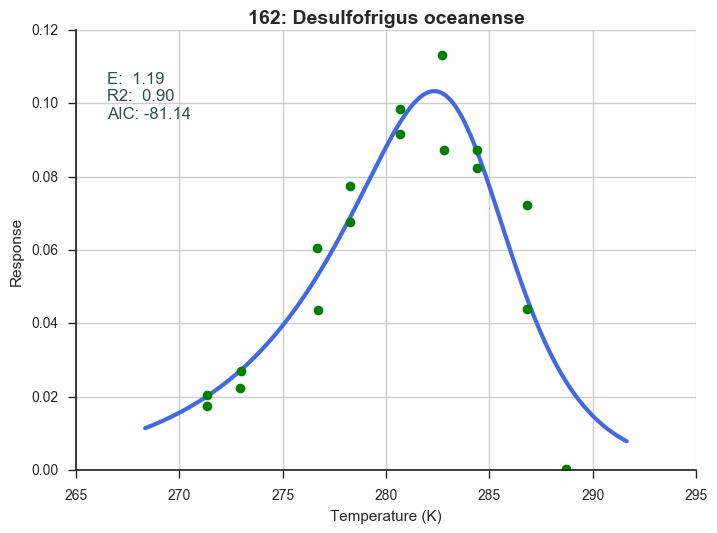 162: Desulfofrigus oceanense
E: 1.19
R2: 0.90
AIC: -81.14
0.12
0.10
0.08
0.06
0.04
0.02
0.00
Response
265 270 275 280 285 290 295
Temperature (K)